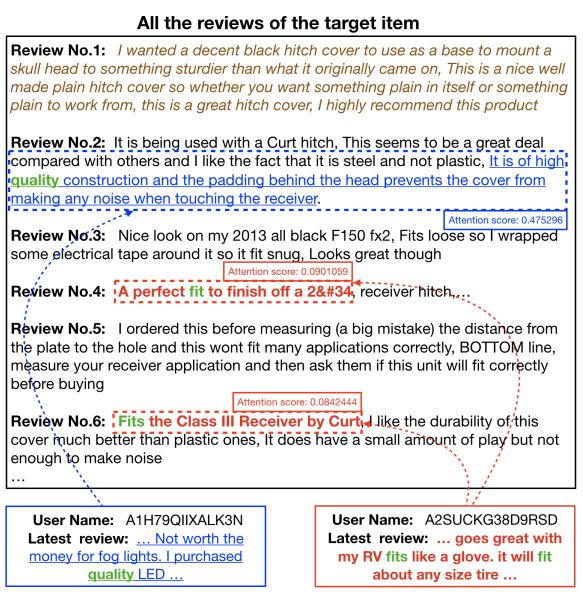 All the reviews of the target item
Review No.1: I wanted a decent black hitch cover to use as a base to mount a
skull head to something sturdier than what it originally came on, This is a nice well
made plain hitch cover so whether you want something plain in itself or something
plain to work from, this is a great hitch cover, I highly recommend this product
Review No.2: It is being used with a Curt hitch, This seems to be a great deal
compared with others and I like the fact that it is steel and not plastic, It is of high
quality construction and the padding behind the head prevents the cover from
making any noise when touching the receiver.
Attention score: 0.475296
Review No.3: Nice look on my 2013 all black F150 fx2, Fits loose so I wrapped
some electrical tape around it so it fit snug, Looks great though
Attention score: 0.0901059
Review No.4: A perfect fit to finish off a 2&#34, receiver hitch,…
Review No.5: I ordered this before measuring (a big mistake) the distance from
the plate to the hole and this wont fit many applications correctly, BOTTOM line,
measure your receiver application and then ask them if this unit will fit correctly
before buying
Attention score: 0.0842444
Review No.6: Fits the Class III Receiver by Curt, I like the durability of this
cover much better than plastic ones, It does have a small amount of play but not
enough to make noise
…
User Name: A1H79QIIXALK3N
Latest review: … Not worth the
money for fog lights. I purchased
quality LED …
User Name: A2SUCKG38D9RSD
Latest review: … goes great with
my RV fits like a glove. it will fit
about any size tire …